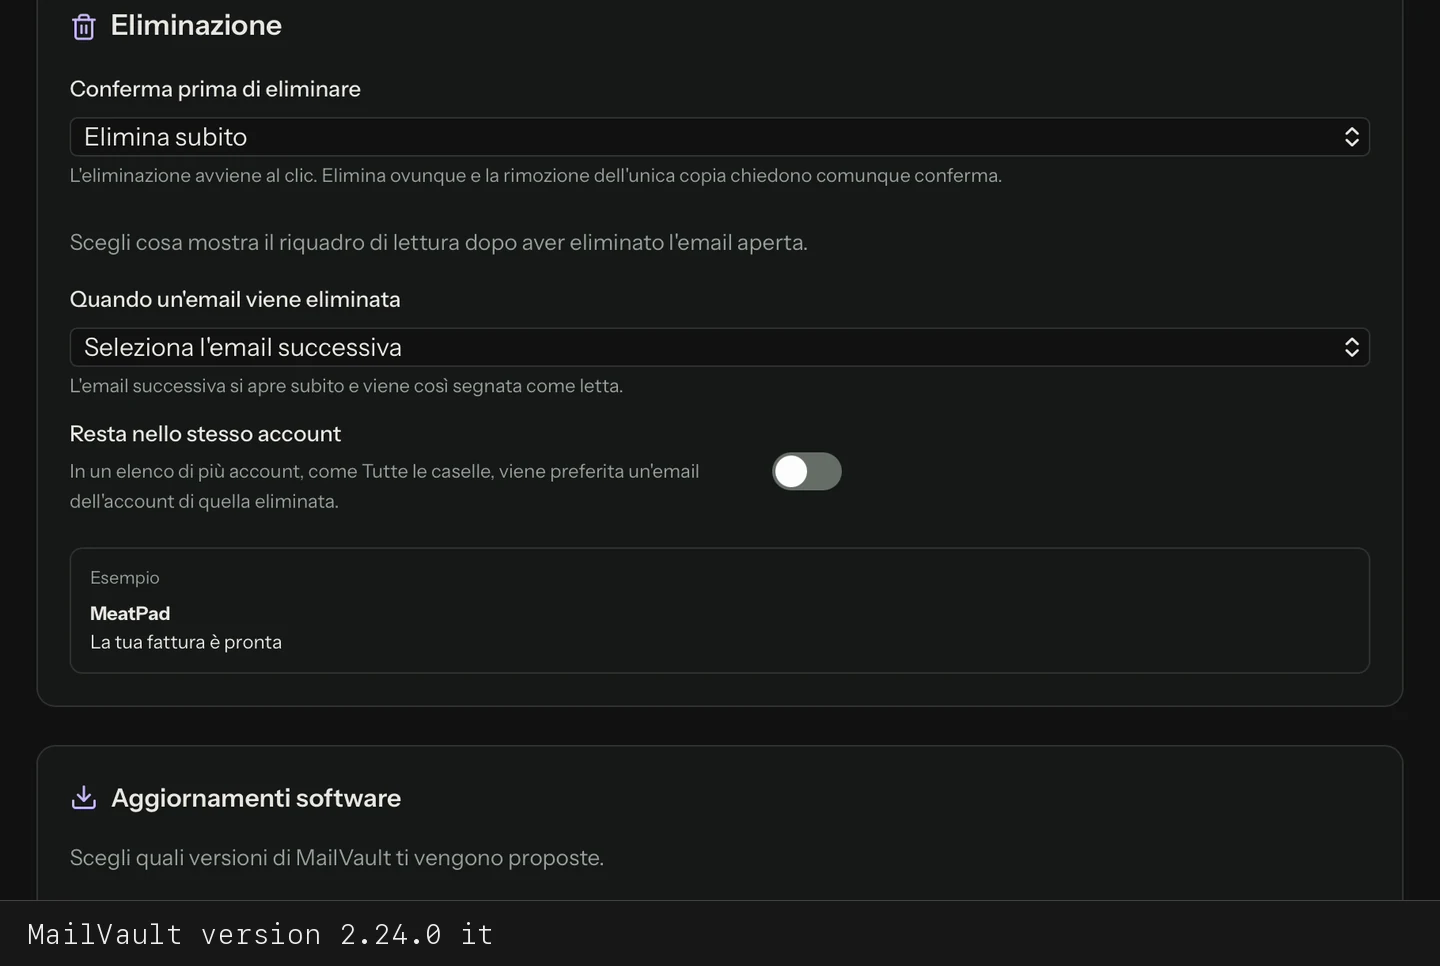 Eliminazione
Conferma prima di eliminare
Elimina subito
L'eliminazione avviene al clic. Elimina ovunque e la rimozione dell'unica copia chiedono comunque conferma.
Scegli cosa mostra il riquadro di lettura dopo aver eliminato l'email aperta.
Quando un'email viene eliminata
Seleziona l'email successiva
L'email successiva si apre subito e viene così segnata come letta.
Resta nello stesso account
In un elenco di più account, come Tutte le caselle, viene preferita un'email
dell'account di quella eliminata.
Esempio
MeatPad
La tua fattura è pronta
Aggiornamenti software
Scegli quali versioni di MailVault ti vengono proposte.
MailVault version 2.24.0 it